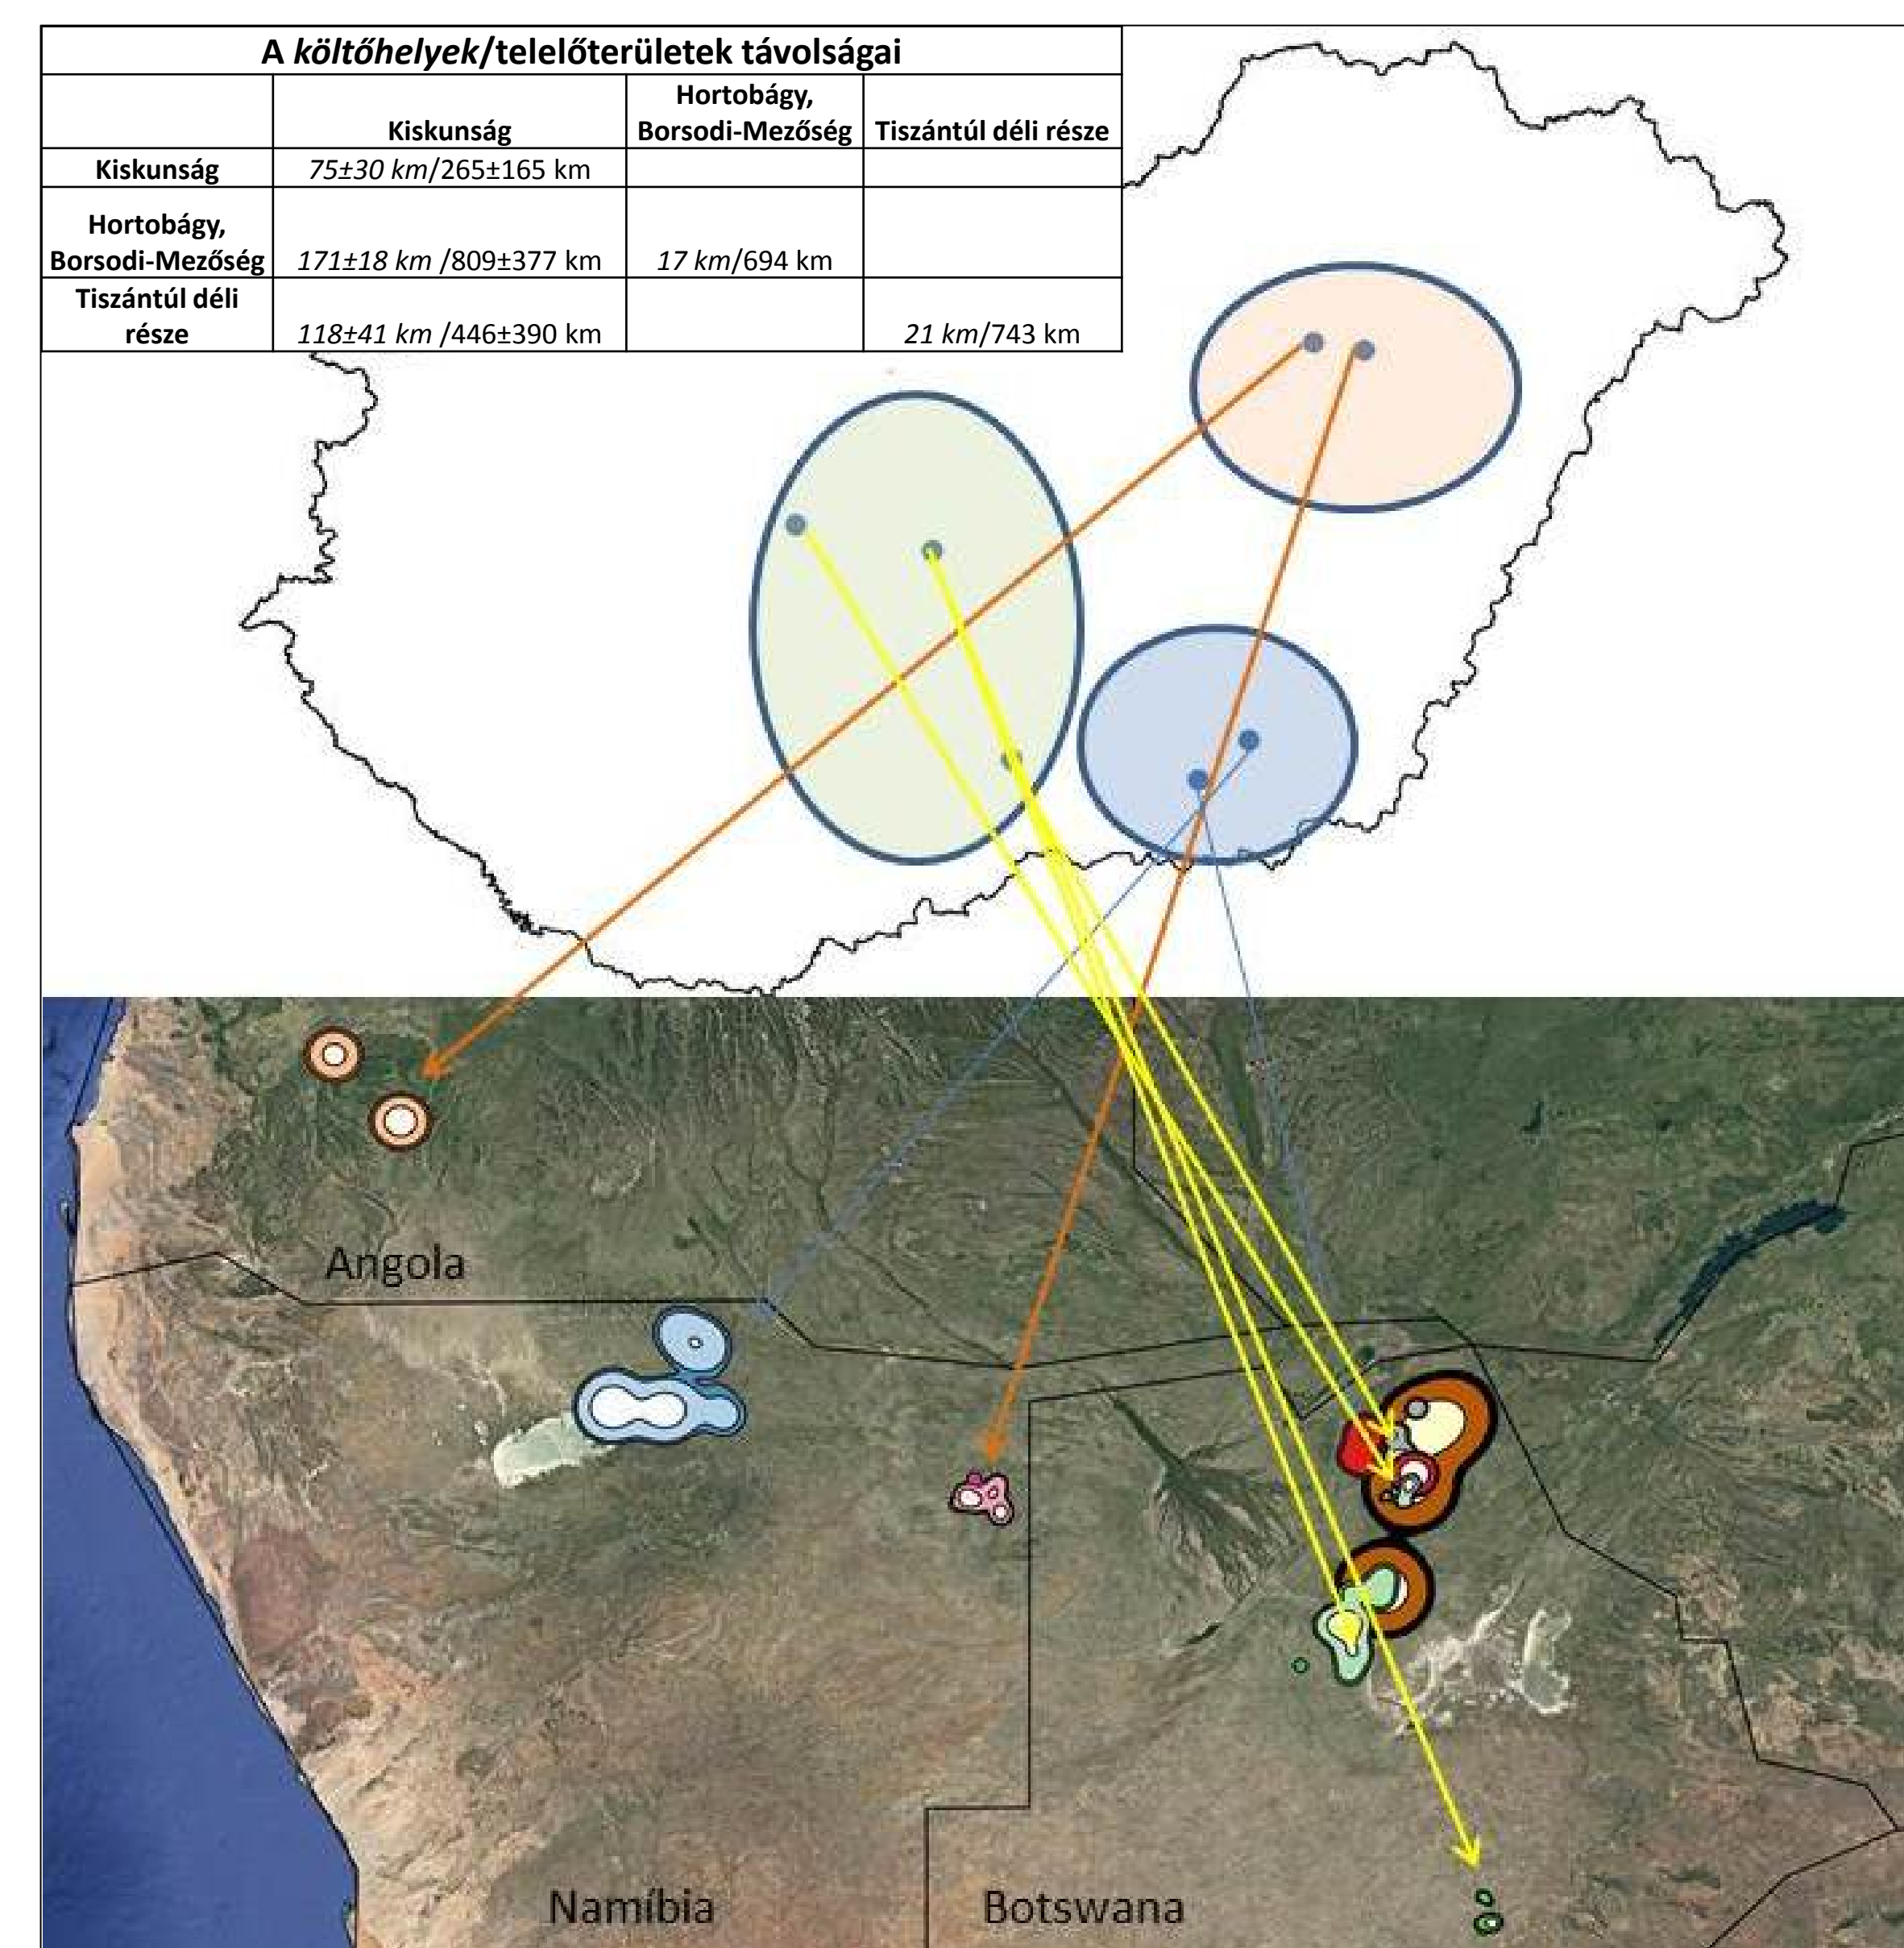 A költőhelyek/telelőterületek távolságai
Kiskunság
Hortobágy,
Borsodi-Mezőség
Tiszántúl déli része
Kiskunság
75±30 km/265±165 km
Hortobágy,
Borsodi-Mezőség
171±18 km /809±377 km
17 km/694 km
Tiszántúl déli
része
118±41 km /446±390 km
21 km/743 km
Angola
Namíbia
Botswana